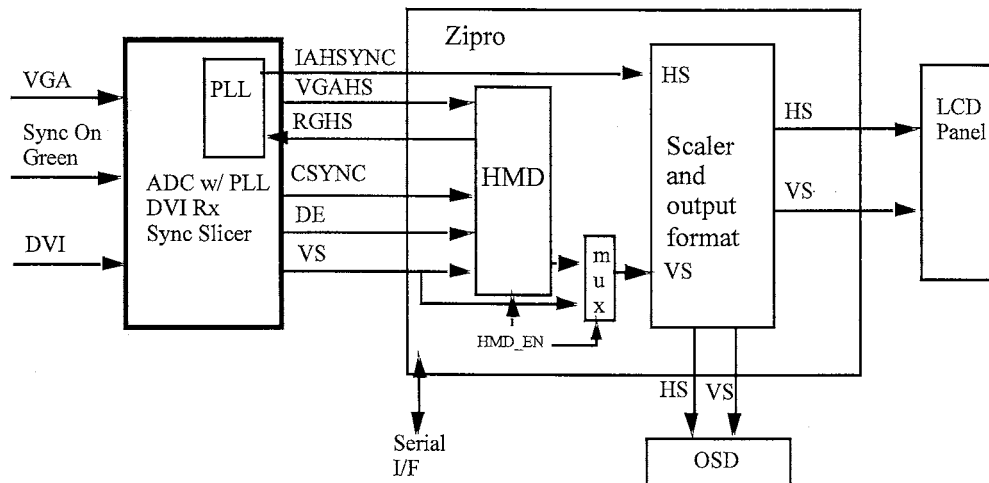 Zipro
VGA
Sync On
Green
DVI
PLL
ADC w/ PLL
DVI Rx
Sync Slicer
IAHSYNC
VGAHS
RGHS
CSYNC
DE
VS
HMD
HMD_EN
m
u
x
HS
Scaler
and
output
format
VS
HS
VS
LCD
Panel
HS
VS
OSD
Serial
I/F